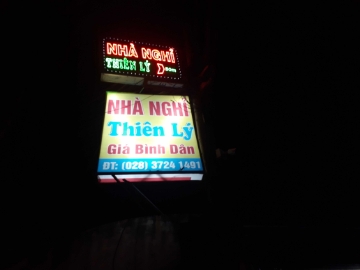 NHÀ NGHỈ
THIÊN LÝ
NHÀ NGHỈ
Thiên Lý
Giá Bình Dân
ĐT: (028) 3724 1491